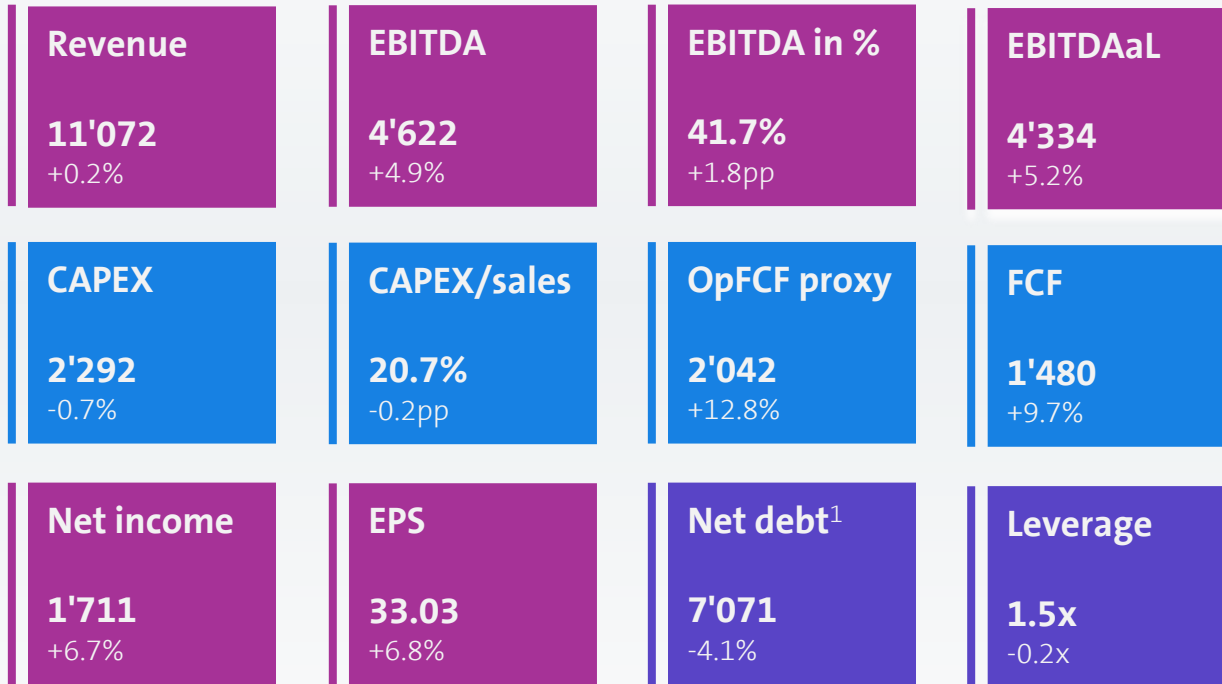 Revenue
11'072
+0.2%
EBITDA
4'622
+4.9%
EBITDA in %
41.7%
+1.8pp
EBITDAaL
4'334
+5.2%
CAPEX
2'292
-0.7%
CAPEX/sales
20.7%
-0.2pp
OpFCF proxy
2'042
+12.8%
FCF
1'480
+9.7%
Net income
1'711
+6.7%
EPS
33.03
+6.8%
Net debt¹
7'071
-4.1%
Leverage
1.5x
-0.2x